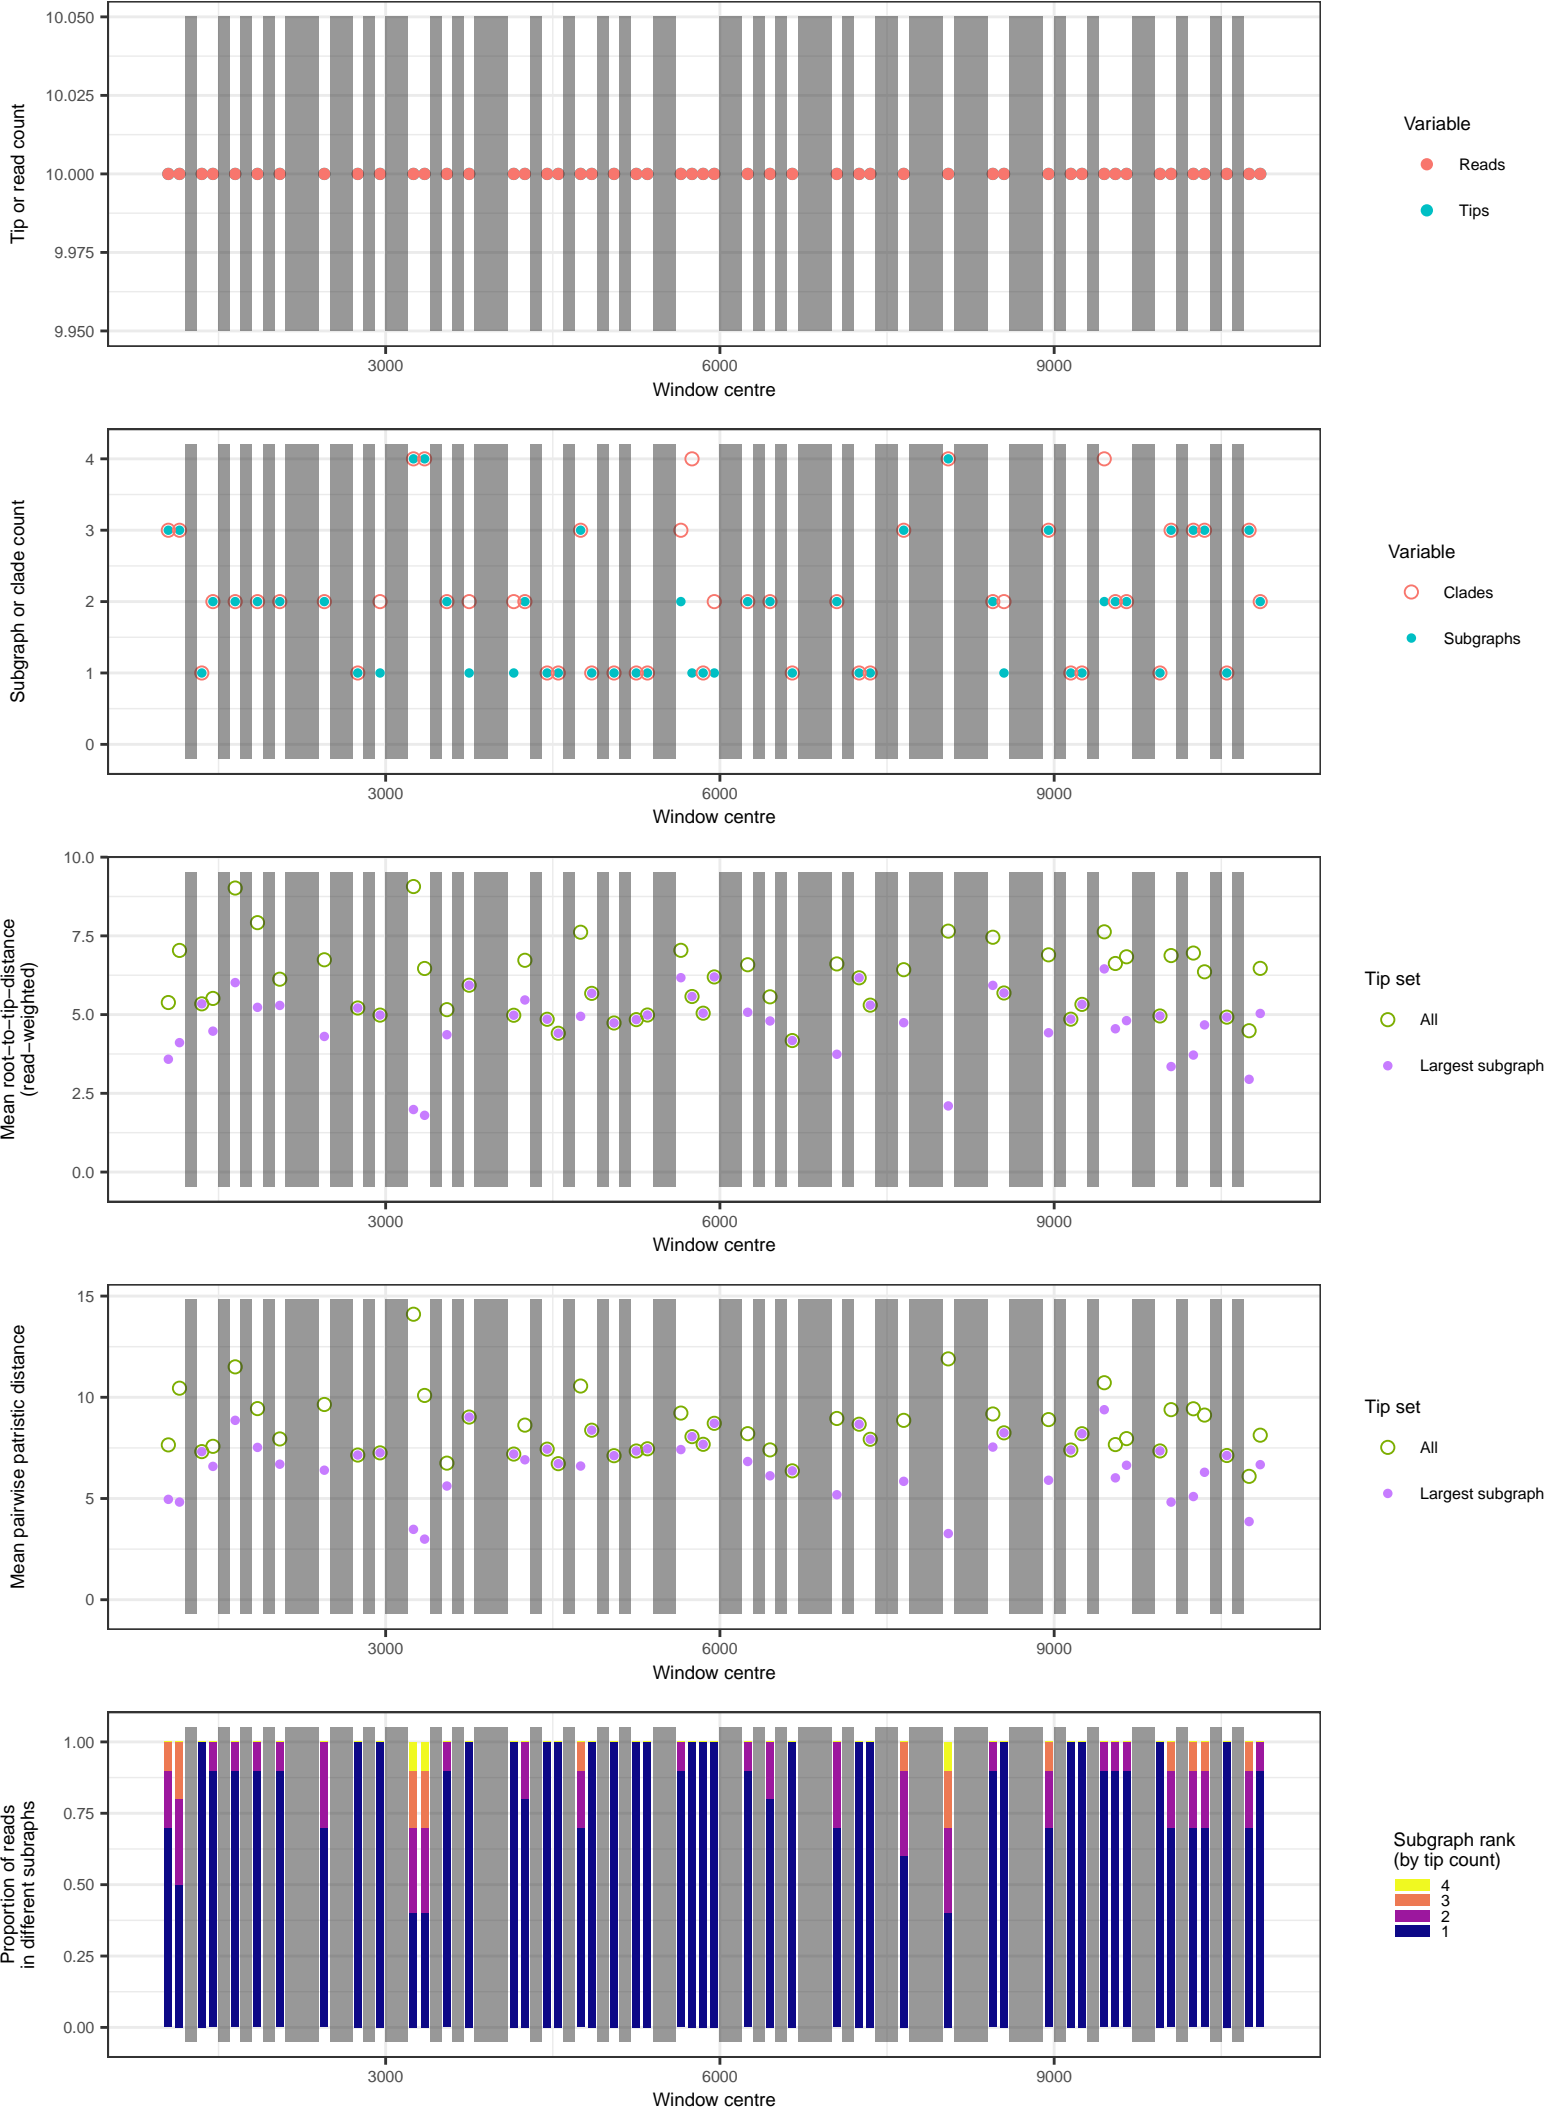 10.050
10.025
10.000
9.975
9.950
Tip or read count
3000
6000
9000
Window centre
Variable
Reads
Tips
4
3
2
1
0
Subgraph or clade count
3000
6000
9000
Window centre
Variable
Clades
Subgraphs
10.0
7.5
5.0
2.5
0.0
Mean root−to−tip−distance
(read−weighted)
3000
6000
9000
Window centre
Tip set
All
Largest subgraph
15
10
5
0
Mean pairwise patristic distance
3000
6000
9000
Window centre
Tip set
All
Largest subgraph
1.00
0.75
0.50
0.25
0.00
Proportion of reads
in different subraphs
3000
6000
9000
Window centre
Subgraph rank
(by tip count)
4
3
2
1